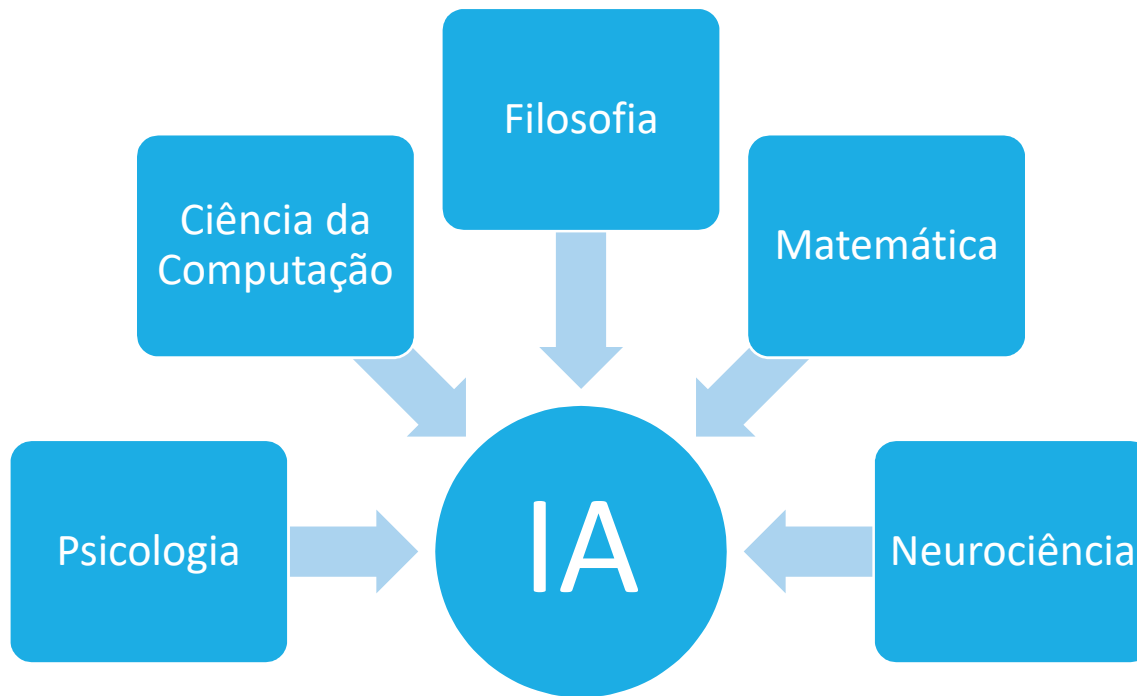 Filosofia
Ciência da
Computação
Matemática
Psicologia
IA
Neurociência